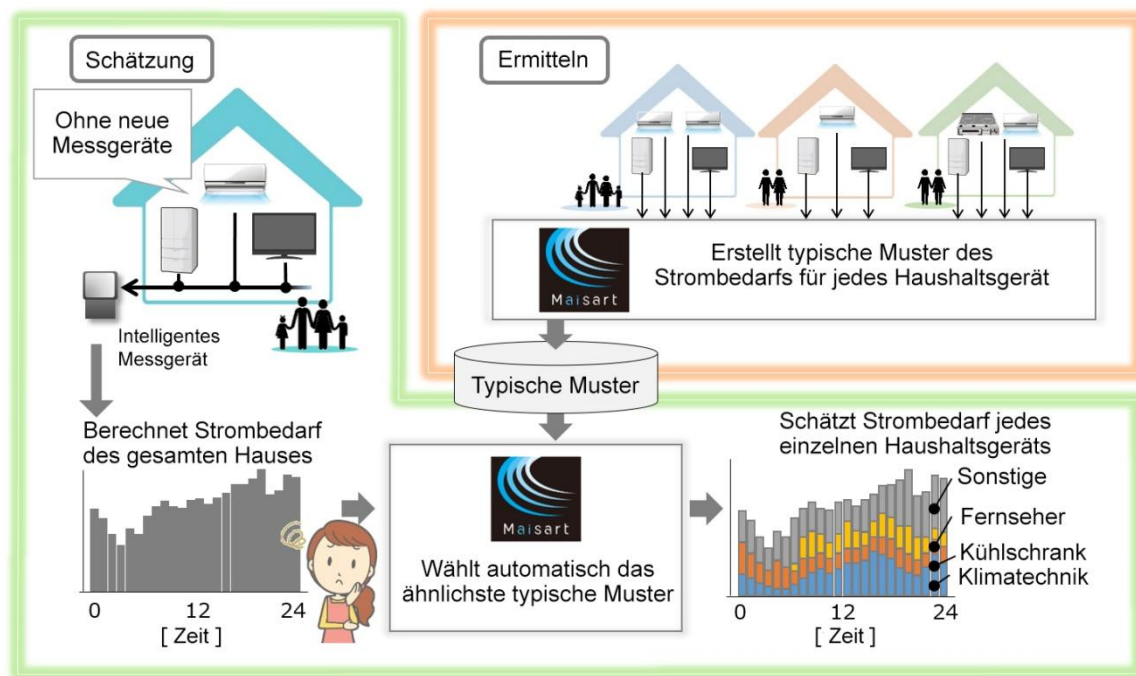 Schätzung
Ohne neue
Messgeräte
Intelligentes
Messgerät
Berechnet Strombedarf
des gesamten Hauses
0 12 24
[ Zeit ]
Ermitteln
Maisart
Erstellt typische Muster des
Strombedarfs für jedes Haushaltsgerät
Typische Muster
Maisart
Wählt automatisch das
ähnlichste typische Muster
Schätzt Strombedarf jedes
einzelnen Haushaltsgeräts
Sonstige
Fernseher
Kühlschrank
Klimatechnik
0 12 24
[ Zeit ]